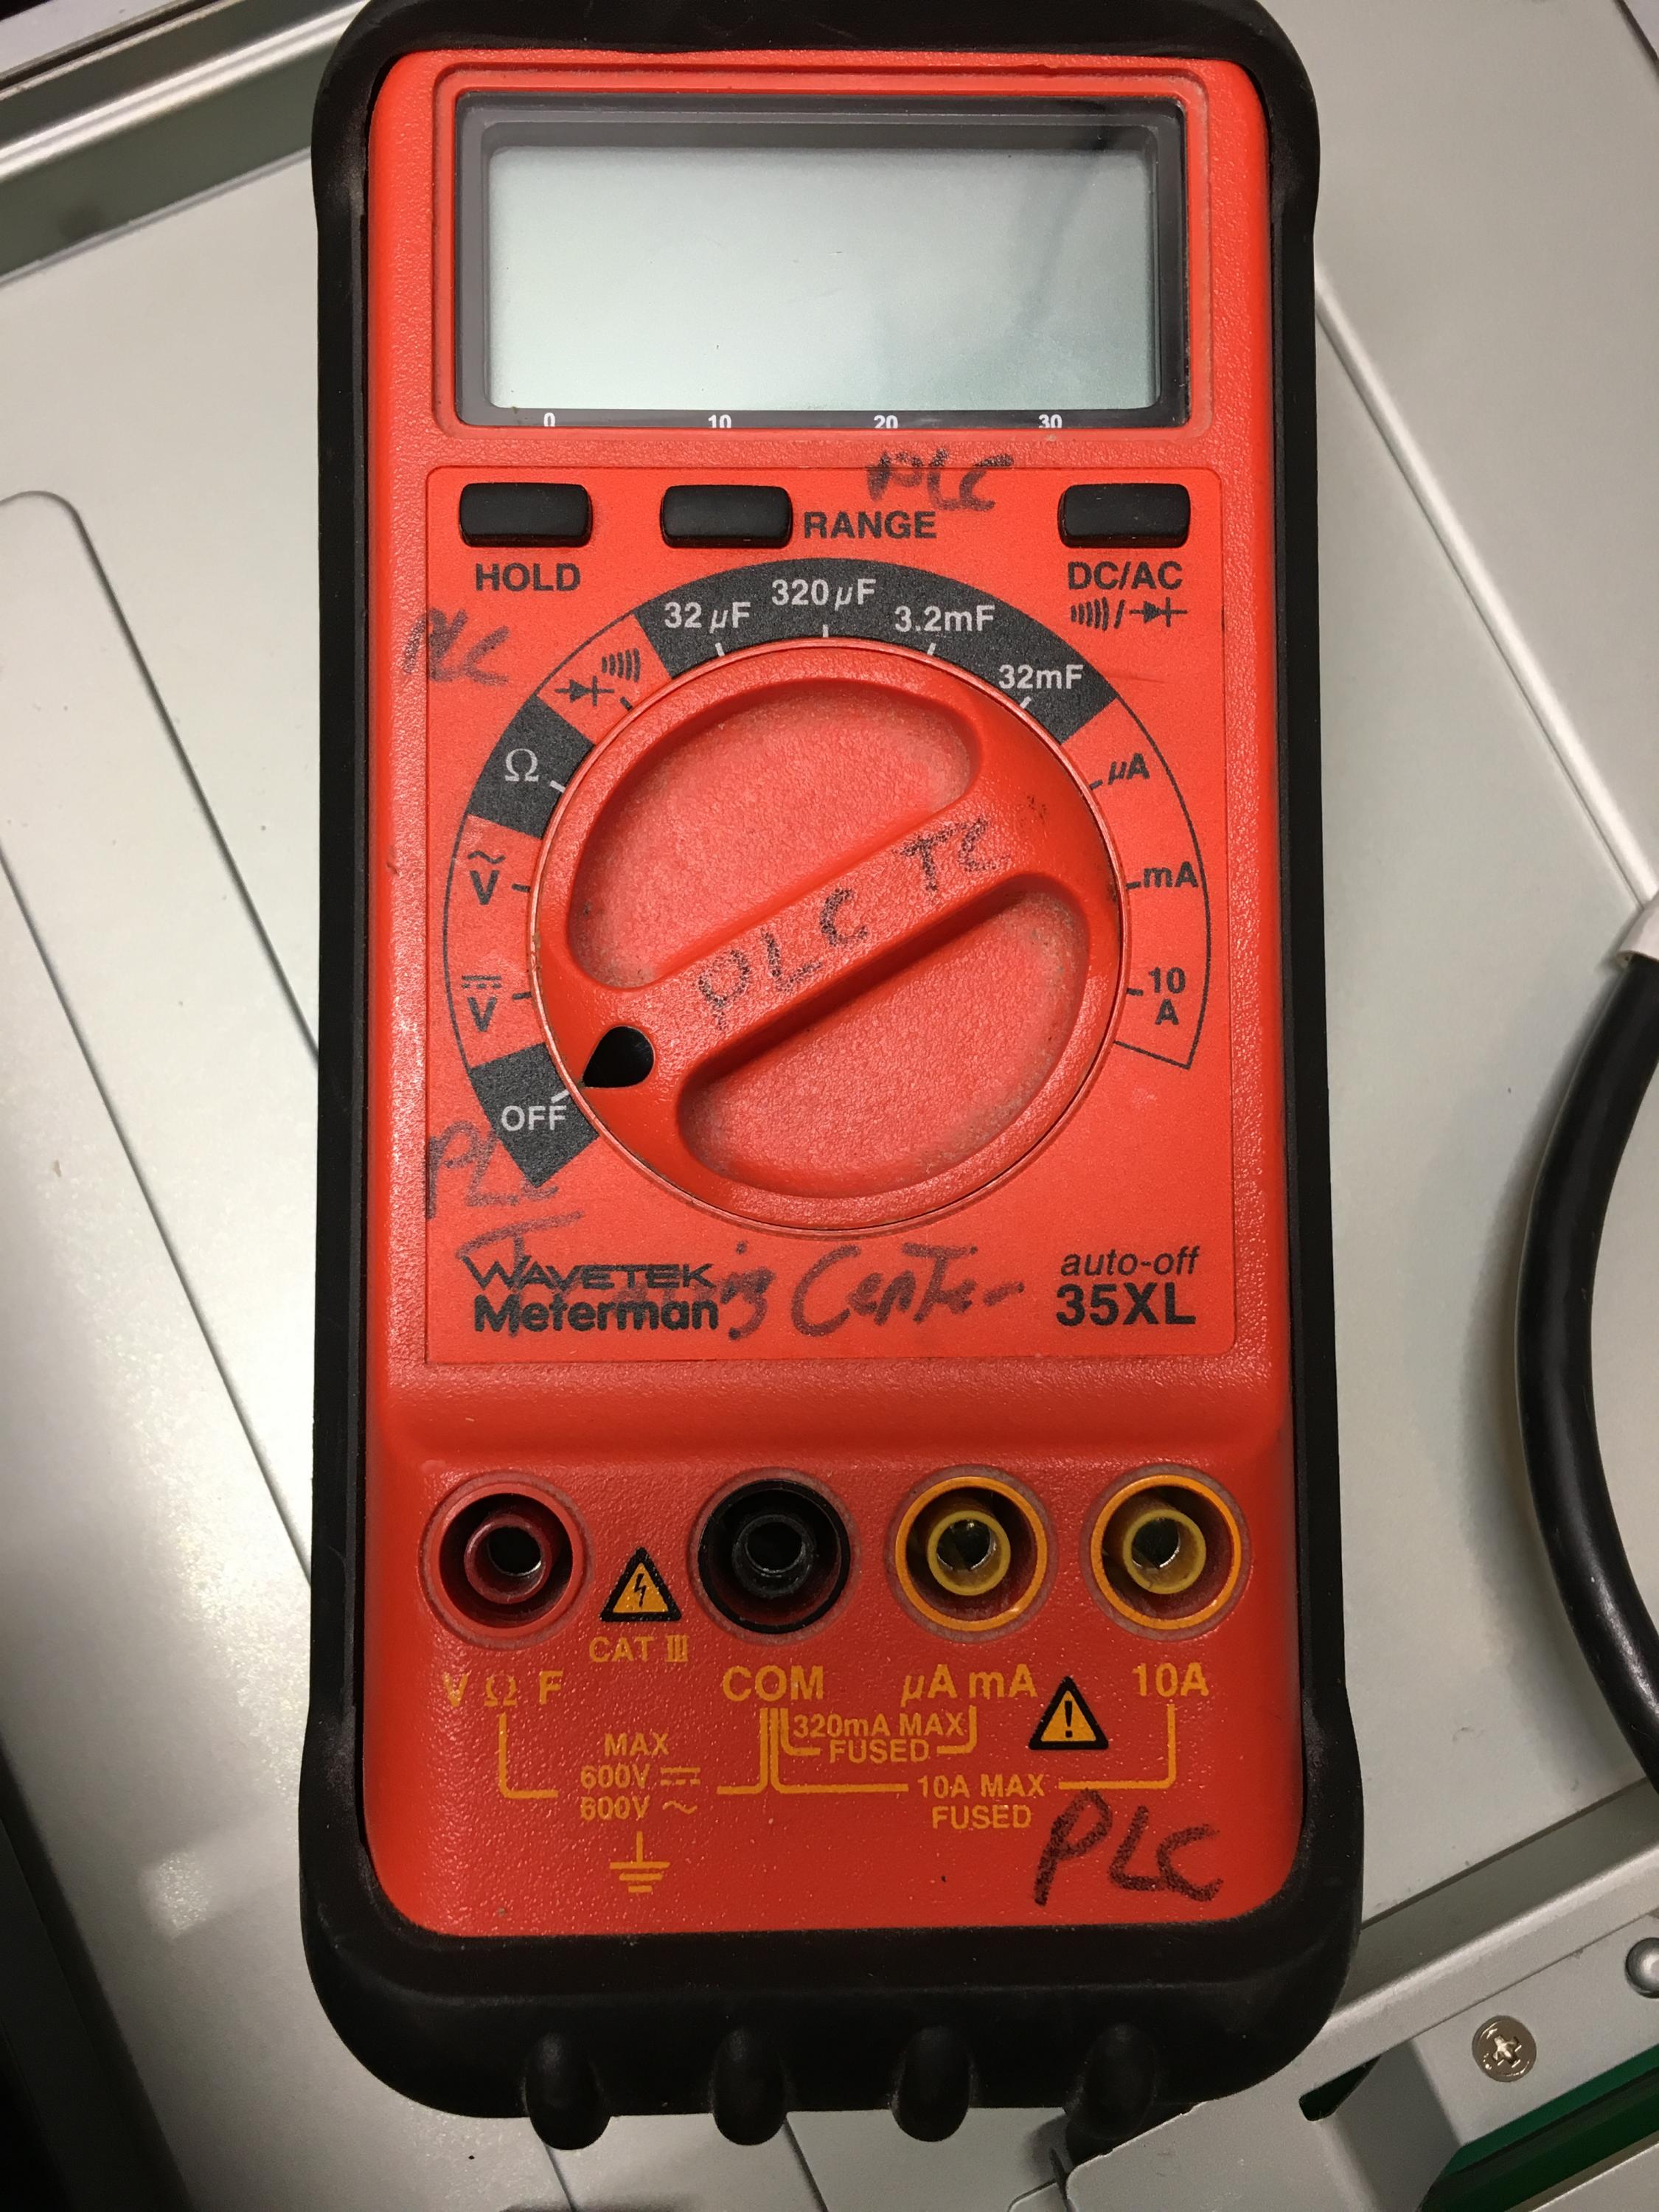 0 10 20 30
PLC
HOLD
RANGE
DC/AC
/
PLC
32 µF
320 µF
3.2mF
32mF
Ω
µA
Ṽ
mA
V
10
A
OFF
PLC TC
PLC
Training Center
WAVETEK
Meterman
auto-off
35XL
CAT III
V Ω F
COM
µA mA
10A
320mA MAX
FUSED
MAX
600V ⎓
600V ~
10A MAX
FUSED
PLC